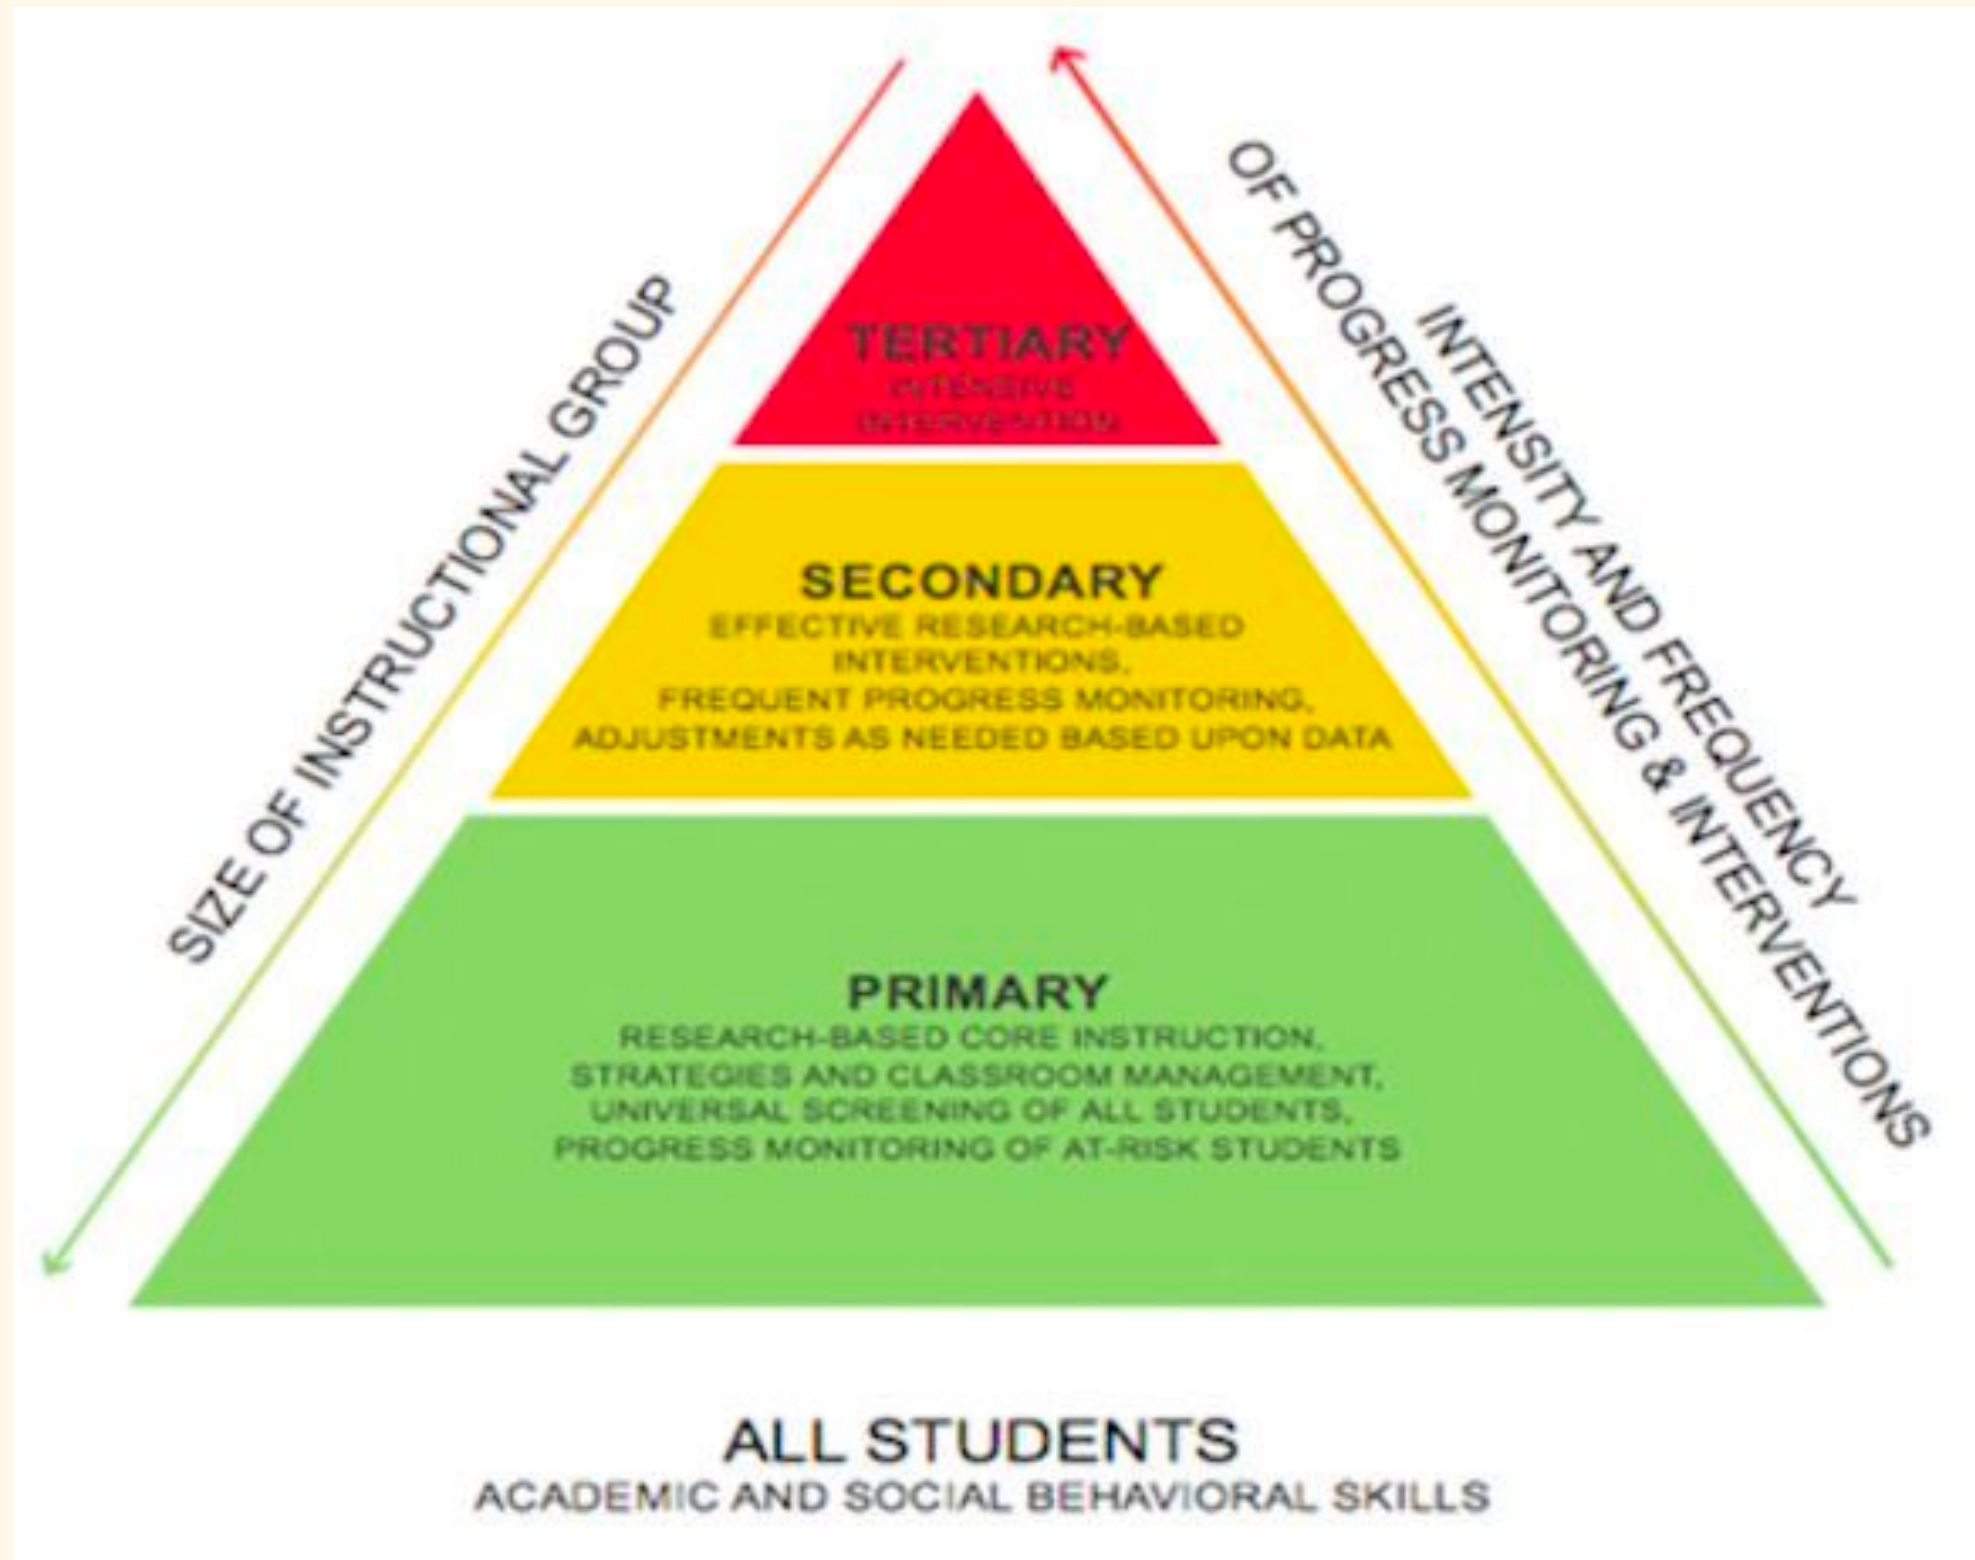 SIZE OF INSTRUCTIONAL GROUP
INTENSITY AND FREQUENCY
OF PROGRESS MONITORING & INTERVENTIONS
TERTIARY
INTENSIVE
INTERVENTION
SECONDARY
EFFECTIVE RESEARCH-BASED
INTERVENTIONS,
FREQUENT PROGRESS MONITORING,
ADJUSTMENTS AS NEEDED BASED UPON DATA
PRIMARY
RESEARCH-BASED CORE INSTRUCTION,
STRATEGIES AND CLASSROOM MANAGEMENT,
UNIVERSAL SCREENING OF ALL STUDENTS,
PROGRESS MONITORING OF AT-RISK STUDENTS
ALL STUDENTS
ACADEMIC AND SOCIAL BEHAVIORAL SKILLS